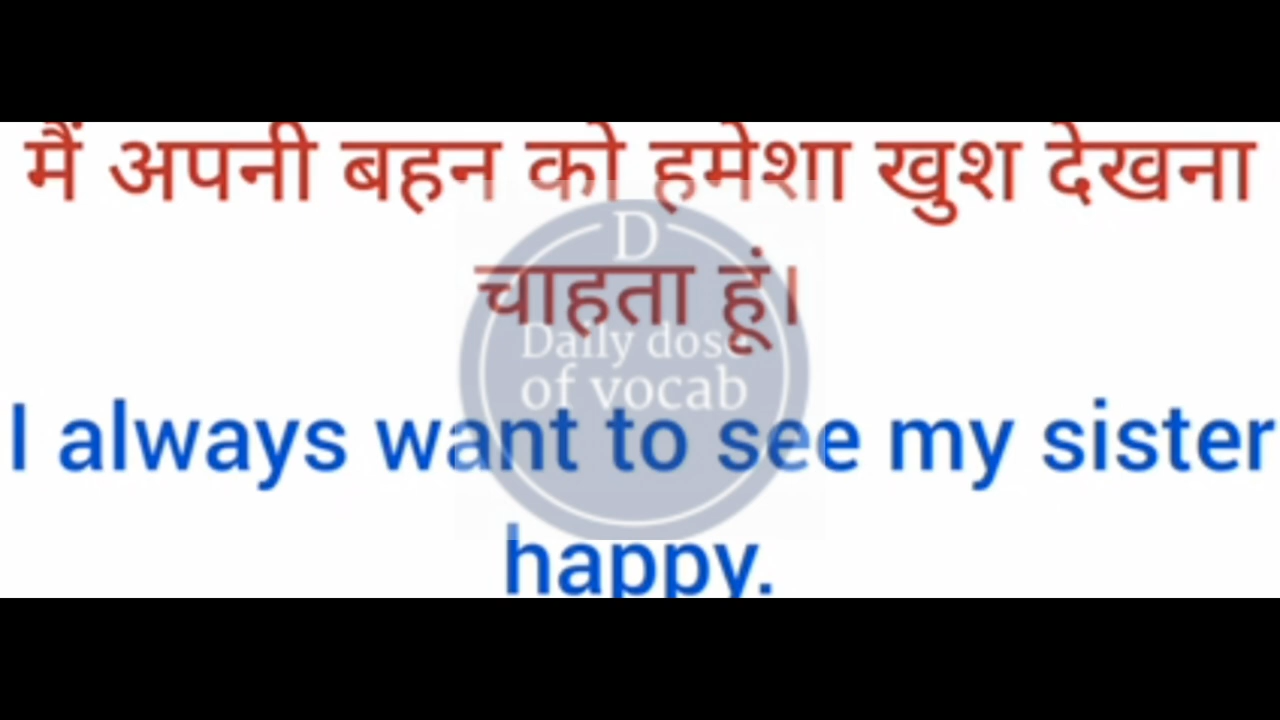 मैं अपनी बहन को हमेशा खुश देखना
चाहता हूं।
D
Daily dose
of vocab
I always want to see my sister
happy.